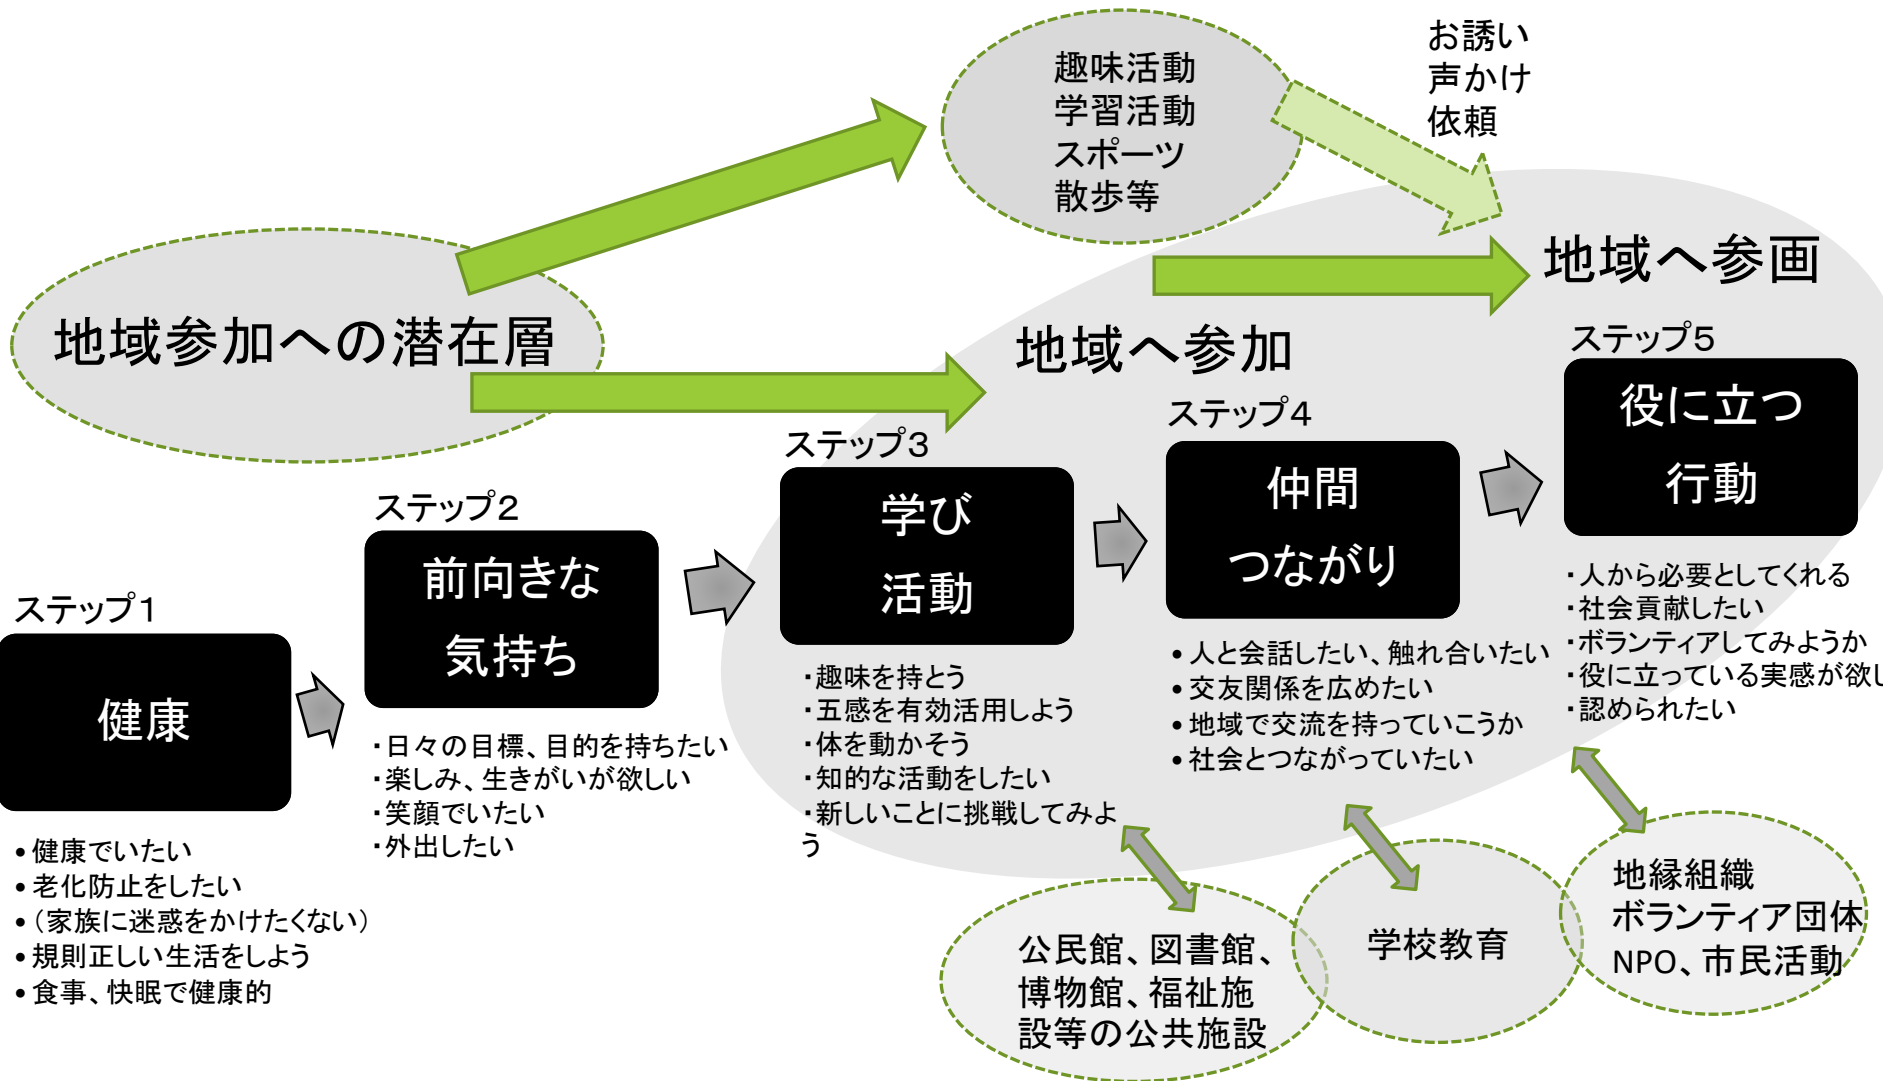 趣味活動
学習活動
スポーツ
散歩等
お誘い
声かけ
依頼
地域参加への潜在層
地域へ参加
地域へ参画
ステップ1
健康
• 健康でいたい
• 老化防止をしたい
• (家族に迷惑をかけたくない)
• 規則正しい生活をしよう
• 食事、快眠で健康的
ステップ2
前向きな
気持ち
・日々の目標、目的を持ちたい
・楽しみ、生きがいが欲しい
・笑顔でいたい
・外出したい
ステップ3
学び
活動
・趣味を持とう
・五感を有効活用しよう
・体を動かそう
・知的な活動をしたい
・新しいことに挑戦してみよ
う
ステップ4
仲間
つながり
• 人と会話したい、触れ合いたい
• 交友関係を広めたい
• 地域で交流を持っていこうか
• 社会とつながっていたい
ステップ5
役に立つ
行動
・人から必要としてくれる
・社会貢献したい
・ボランティアしてみようか
・役に立っている実感が欲し
・認められたい
公民館、図書館、
博物館、福祉施
設等の公共施設
学校教育
地縁組織
ボランティア団体
NPO、市民活動